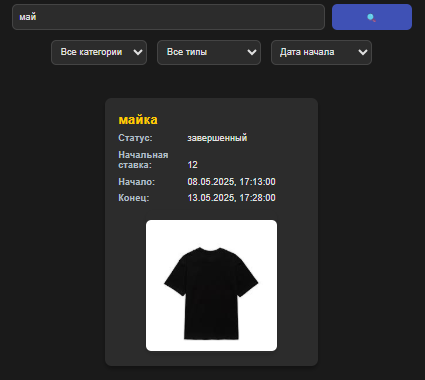 май
Все категории Все типы Дата начала
майка
Статус: завершенный
Начальная
ставка: 12
Начало: 08.05.2025, 17:13:00
Конец: 13.05.2025, 17:28:00